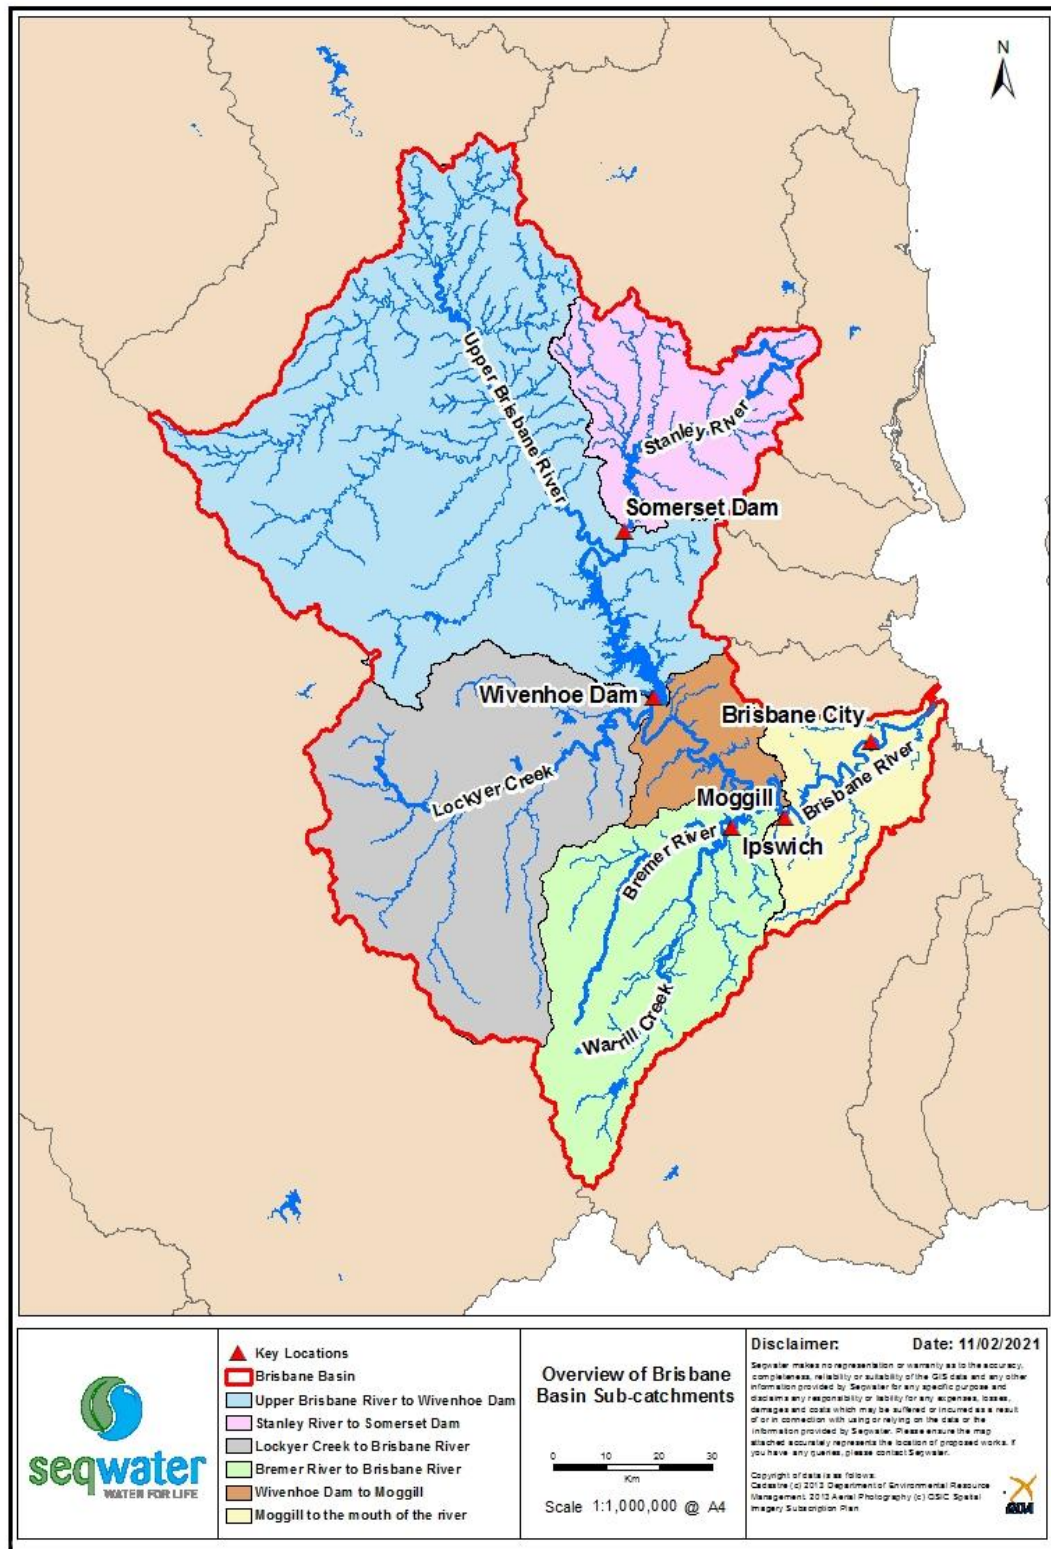 N
Upper Brisbane River
Stanley River
Somerset Dam
Wivenhoe Dam
Brisbane City
Lockyer Creek
Moggill
Brisbane River
Bremer River
Ipswich
Warrill Creek
seqwater
WATER FOR LIFE
Key Locations
Brisbane Basin
Upper Brisbane River to Wivenhoe Dam
Stanley River to Somerset Dam
Lockyer Creek to Brisbane River
Bremer River to Brisbane River
Wivenhoe Dam to Moggill
Moggill to the mouth of the river
Overview of Brisbane
Basin Sub-catchments
0 10 20 30
Km
Scale 1:1,000,000 @ A4
Disclaimer: Date: 11/02/2021
Seqwater makes no representation or warranty as to the accuracy,
completeness, reliability or suitability of the GIS data and any other
information provided by Seqwater for any specific purpose and
disclaims any responsibility or liability for any expenses, losses,
damages and costs which may be suffered or incurred as a result
of or in connection with using or relying on the data or the
information provided by Seqwater. Please ensure the map
attached accurately represents the location of proposed works. If
you have any queries, please contact Seqwater.
Copyright of data is as follows:
Cadastre (c) 2013 Department of Environmental Resource
Management. 2013 Aerial Photography (c) QSIC Spatial
Imagery Subscription Plan